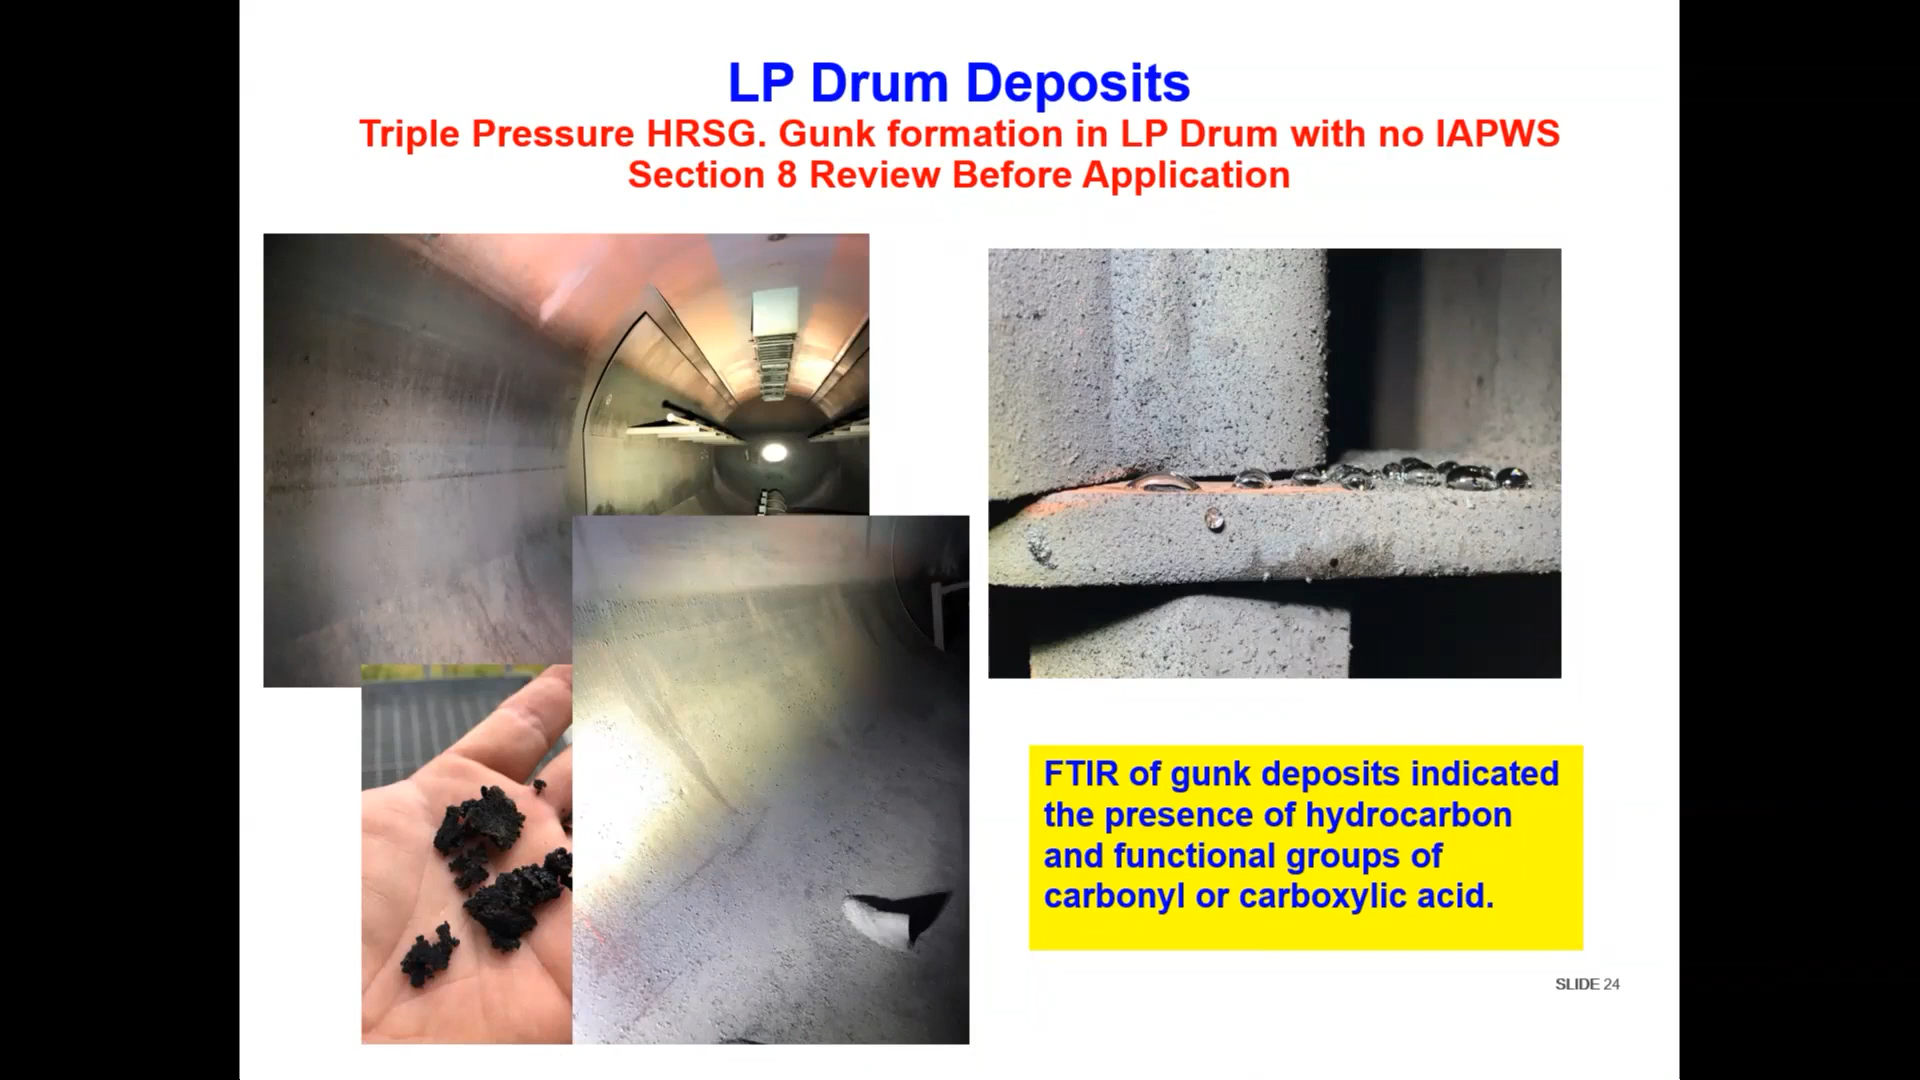 LP Drum Deposits
Triple Pressure HRSG. Gunk formation in LP Drum with no IAPWS
Section 8 Review Before Application
FTIR of gunk deposits indicated
the presence of hydrocarbon
and functional groups of
carbonyl or carboxylic acid.
SLIDE 24